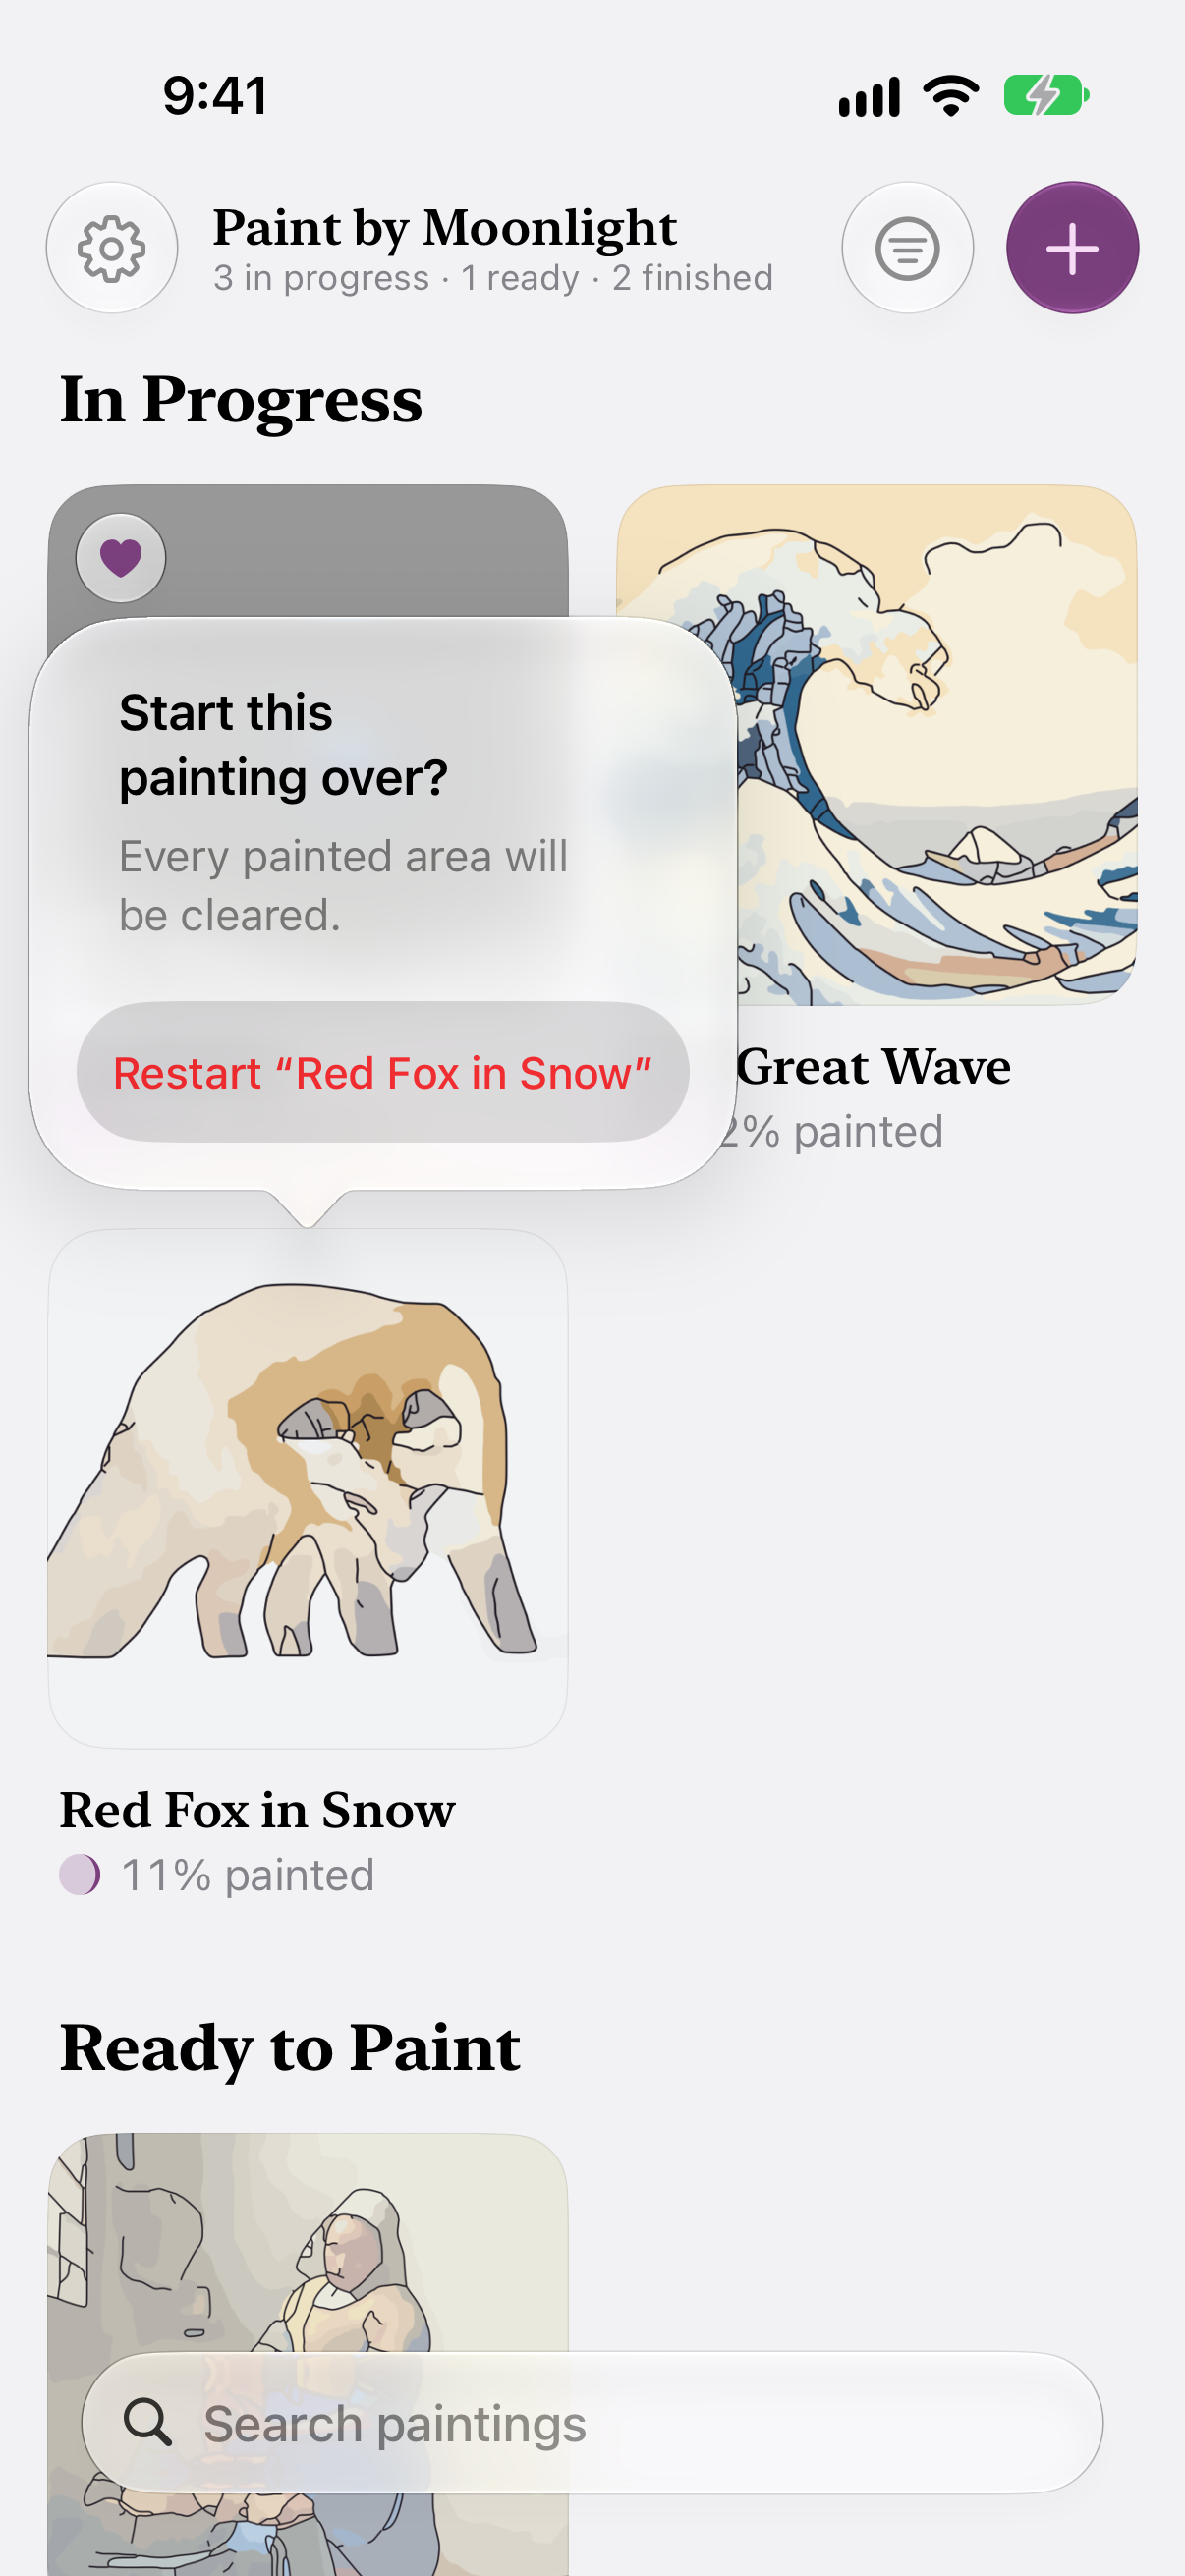 9:41
Paint by Moonlight
3 in progress · 1 ready · 2 finished
In Progress
Start this
painting over?
Every painted area will
be cleared.
Restart “Red Fox in Snow”
Great Wave
2% painted
Red Fox in Snow
11% painted
Ready to Paint
Search paintings